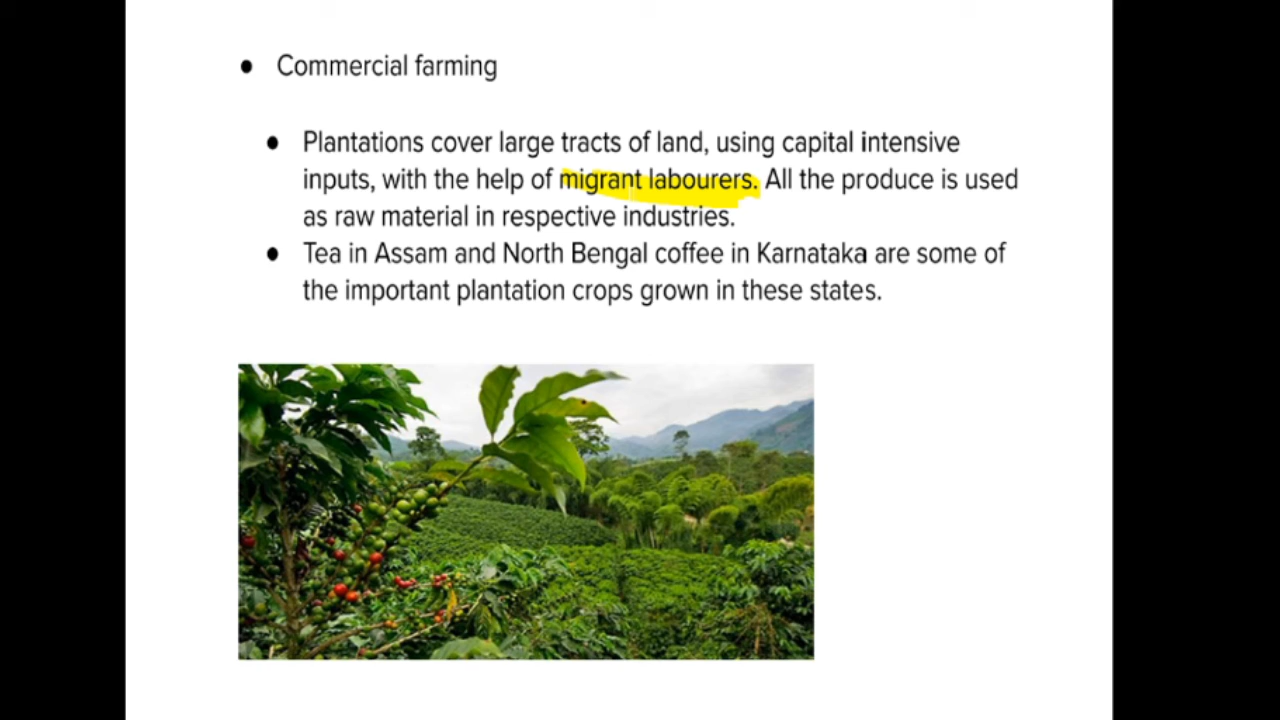 ● Commercial farming
● Plantations cover large tracts of land, using capital intensive
inputs, with the help of migrant labourers. All the produce is used
as raw material in respective industries.
● Tea in Assam and North Bengal coffee in Karnataka are some of
the important plantation crops grown in these states.